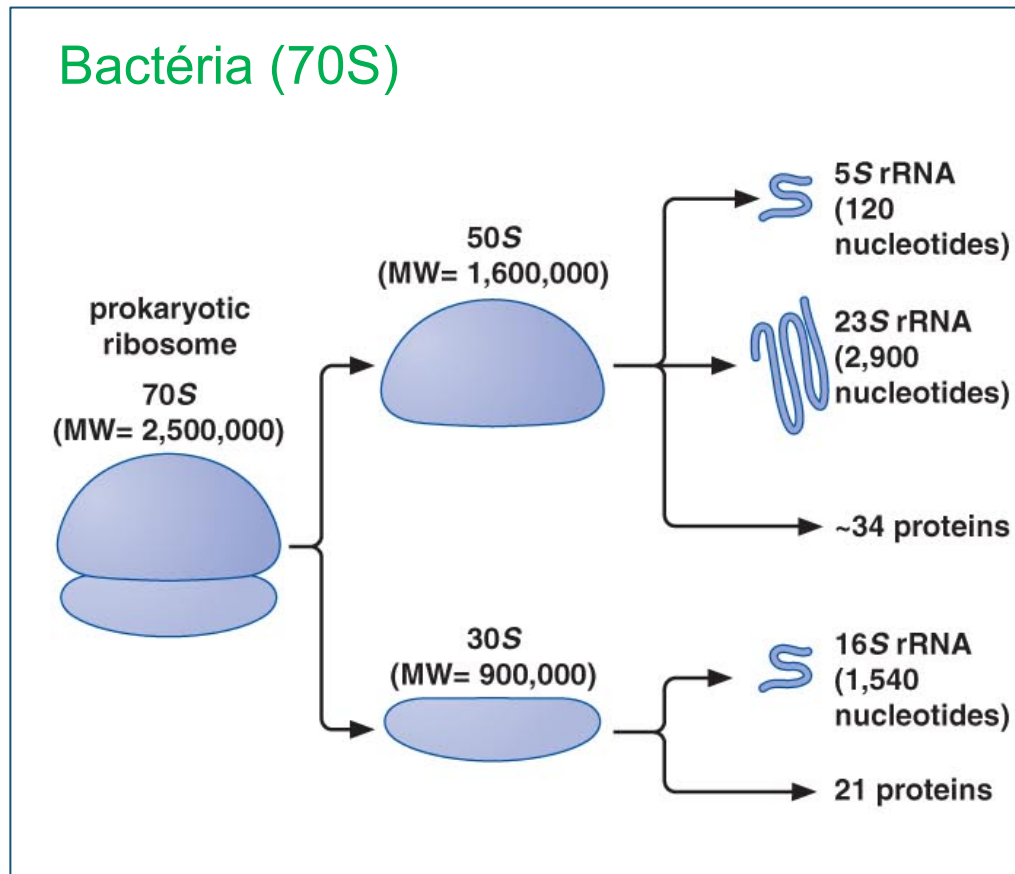 Bactéria (70S)
prokaryotic
ribosome
70S
(MW= 2,500,000)
50S
(MW= 1,600,000)
5S rRNA
(120
nucleotides)
23S rRNA
(2,900
nucleotides)
~34 proteins
30S
(MW= 900,000)
16S rRNA
(1,540
nucleotides)
21 proteins